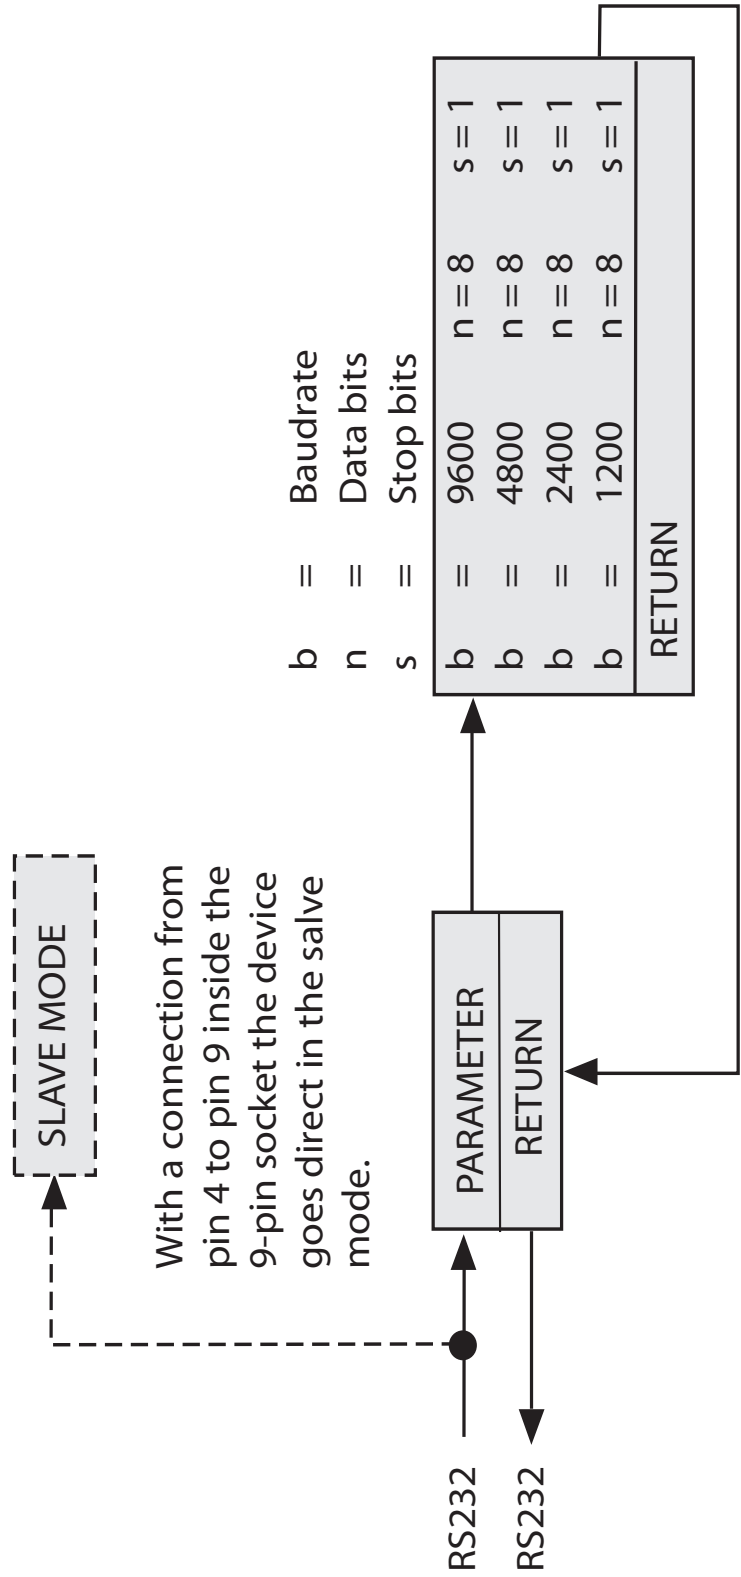 SLAVE MODE
With a connection from
pin 4 to pin 9 inside the
9-pin socket the device
goes direct in the salve
mode.
b = Baudrate
n = Data bits
s = Stop bits
RS232
RS232
PARAMETER
RETURN
b = 9600 n = 8 s = 1
b = 4800 n = 8 s = 1
b = 2400 n = 8 s = 1
b = 1200 n = 8 s = 1
RETURN